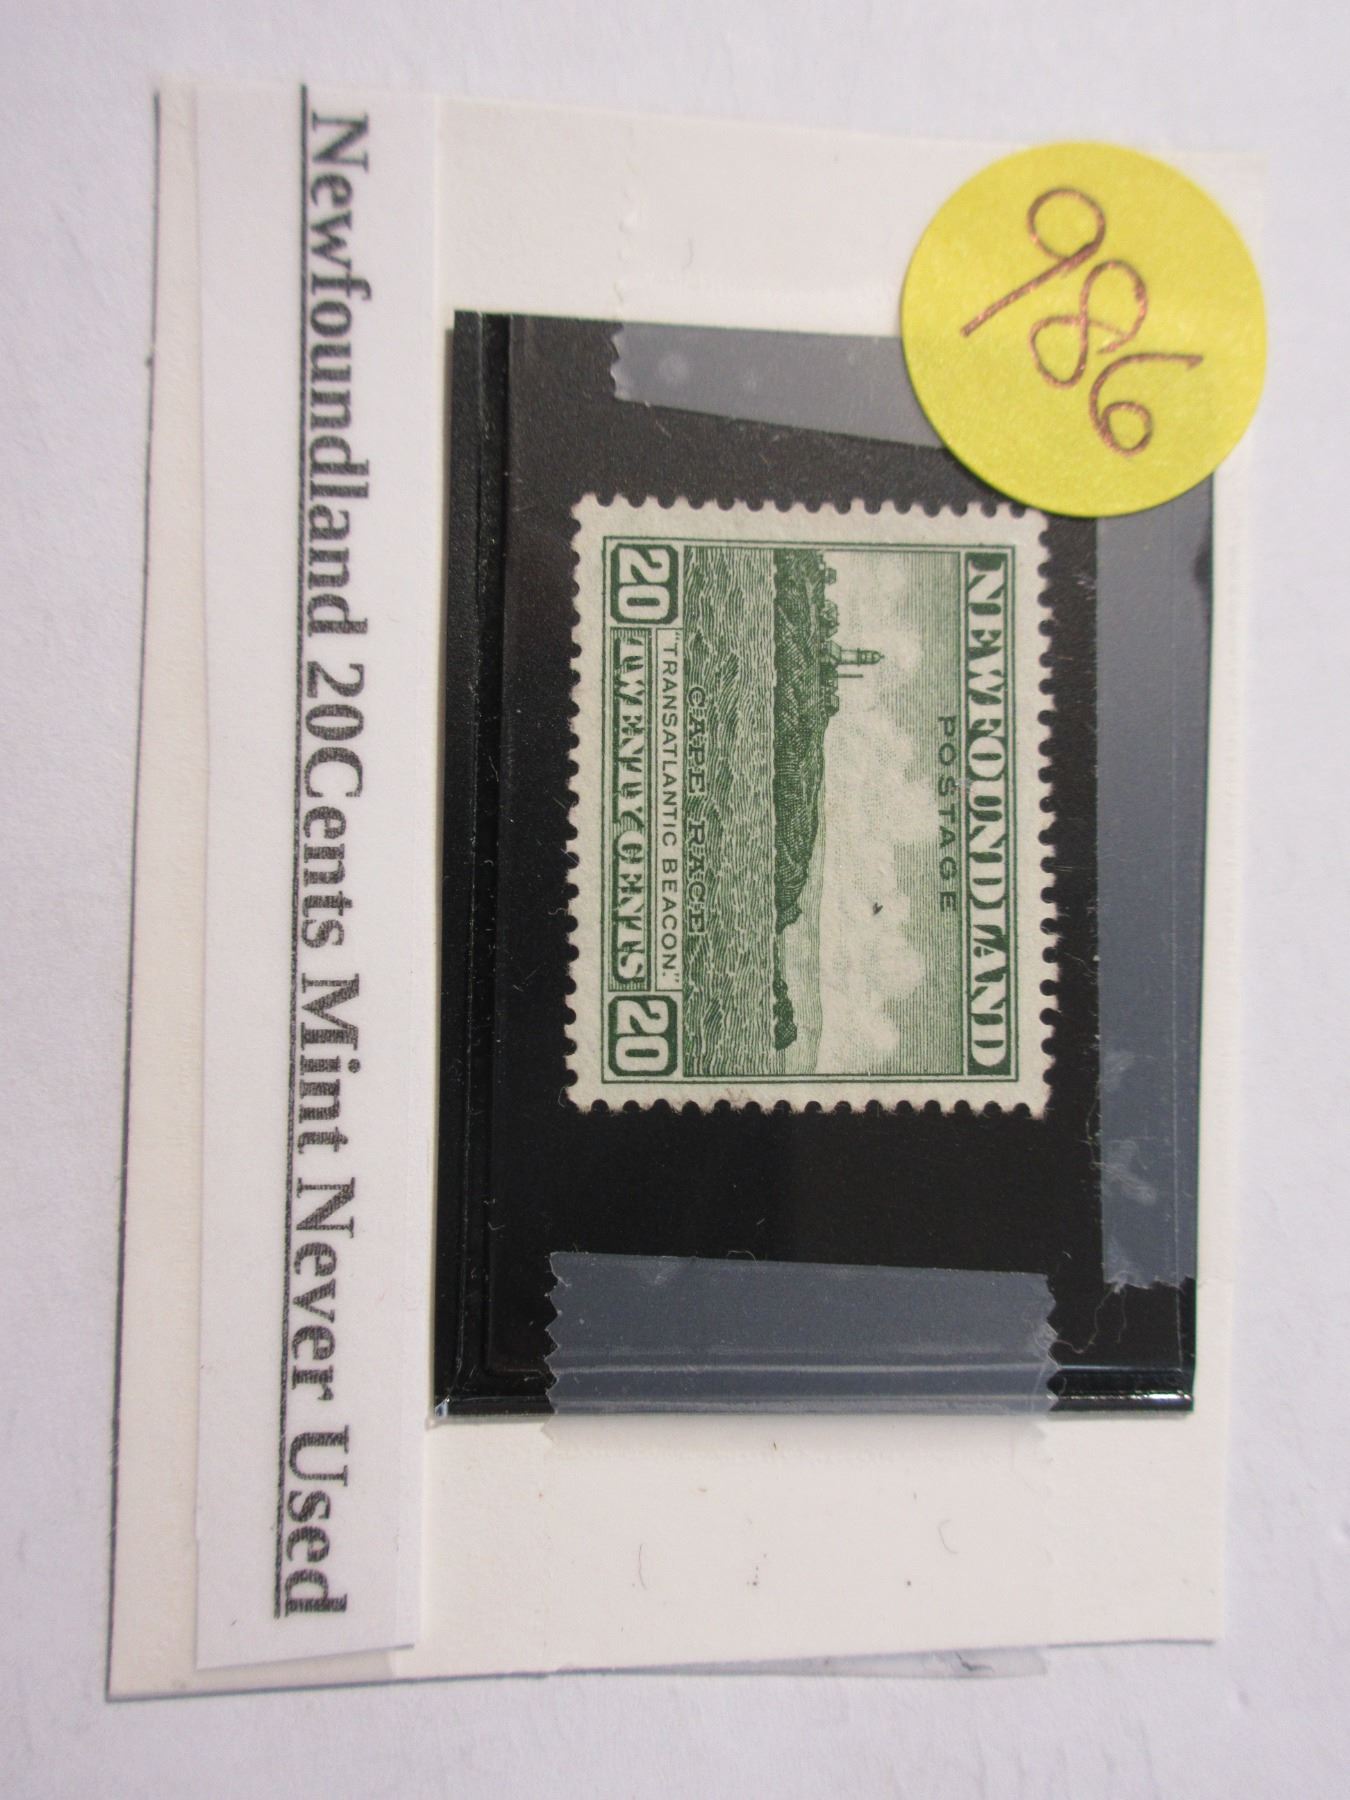 986
NEWFOUNDLAND
POSTAGE
CAPE RACE
"TRANSATLANTIC BEACON."
20 TWENTY CENTS 20
Newfoundland 20Cents Mint Never Used